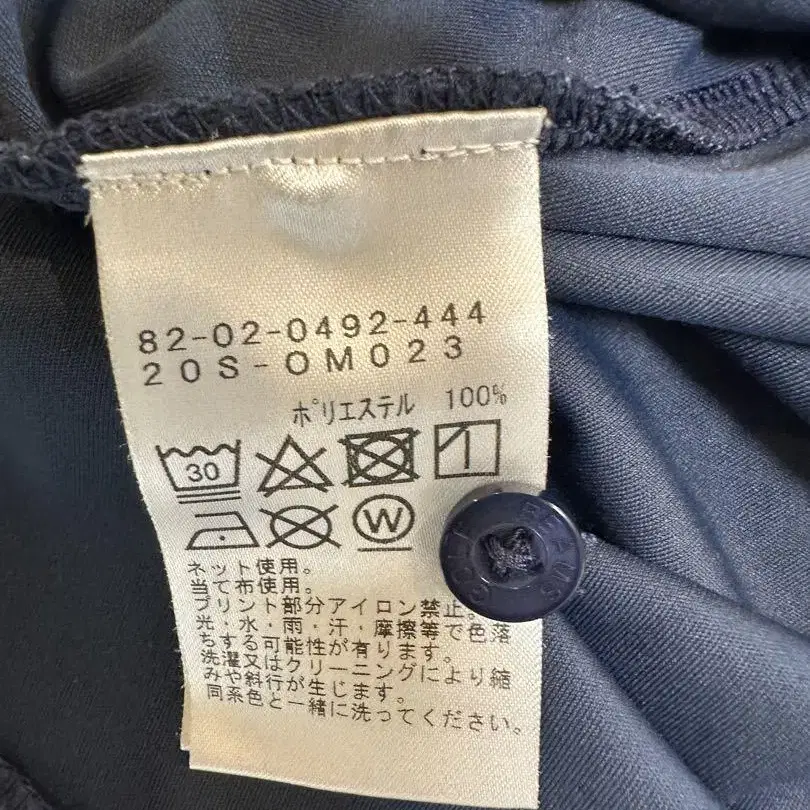 82-02-0492-444
20S-OM023
ポリエステル 100%
30
W
ネット使用。
当て布使用。
プリント部分アイロン禁止。
光・水・雨・汗・摩擦等で色落
ちする可能性が有ります。
洗濯又はクリーニングにより縮
みや斜行が生じます。
同系色と一緒に洗ってください。
BEAMS
GOLF